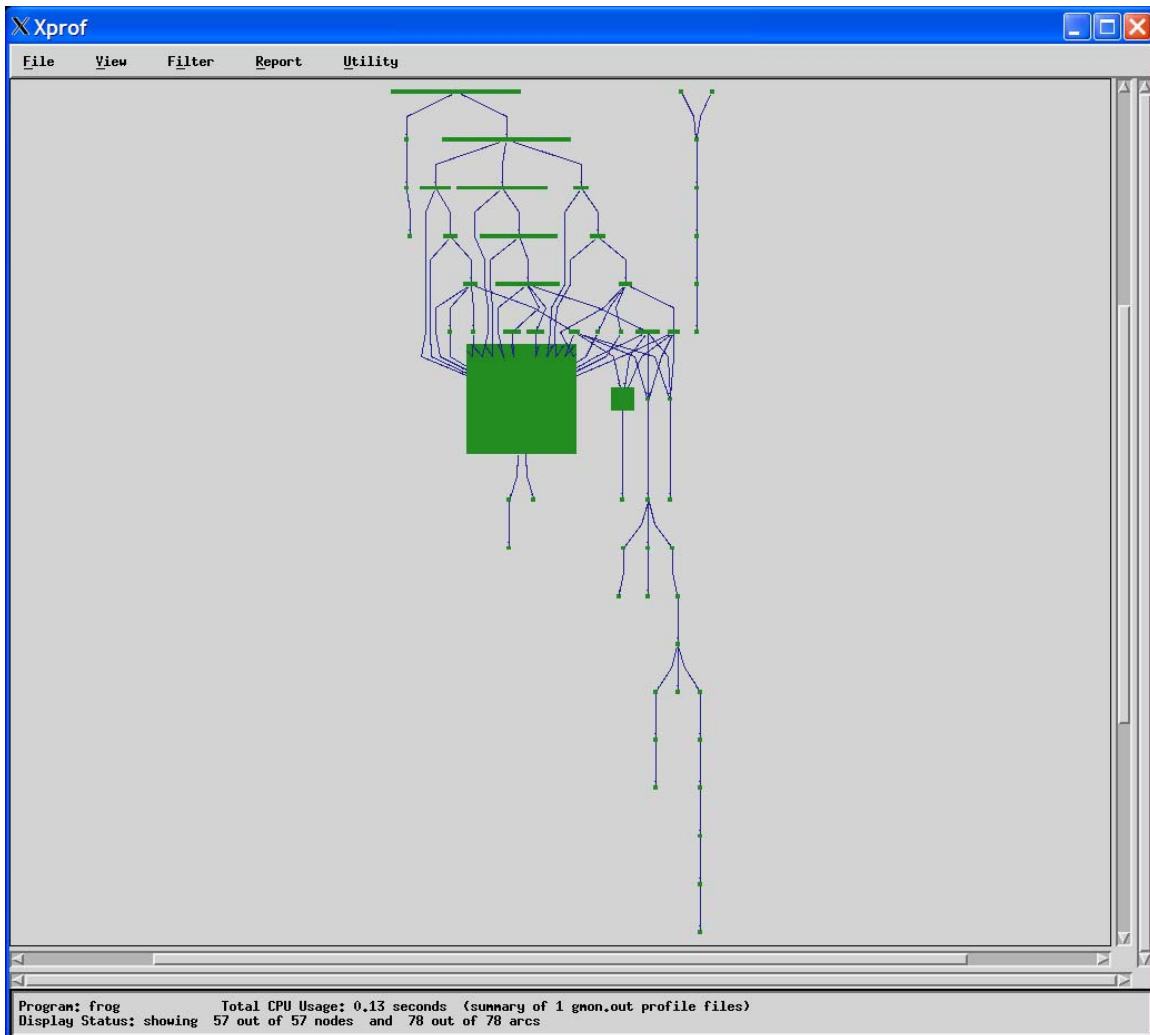 X Xprof
File View Filter Report Utility
Program: frog Total CPU Usage: 0.13 seconds (summary of 1 gmon.out profile files)
Display Status: showing 57 out of 57 nodes and 78 out of 78 arcs